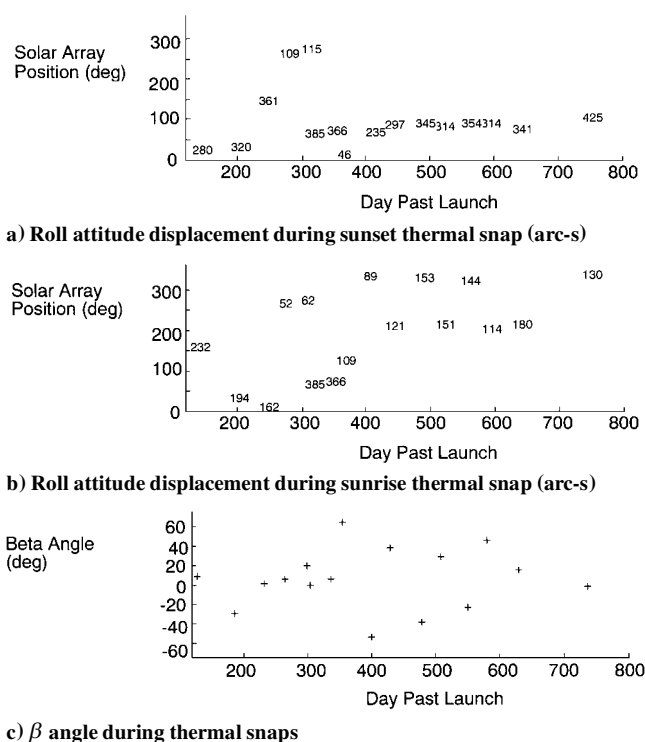 Solar Array
Position (deg)
300
200
100
0
109 115
361
280 320
385 366
46
235 297
345 314
354 314
341
425
200 300 400 500 600 700 800
Day Past Launch
a) Roll attitude displacement during sunset thermal snap (arc-s)
Solar Array
Position (deg)
300
200
100
0
89 153 144 130
52 62
121 151 114 180
232
109
385 366
194
162
200 300 400 500 600 700 800
Day Past Launch
b) Roll attitude displacement during sunrise thermal snap (arc-s)
Beta Angle
(deg)
60
40
20
0
-20
-40
-60
200 300 400 500 600 700 800
Day Past Launch
c) β angle during thermal snaps